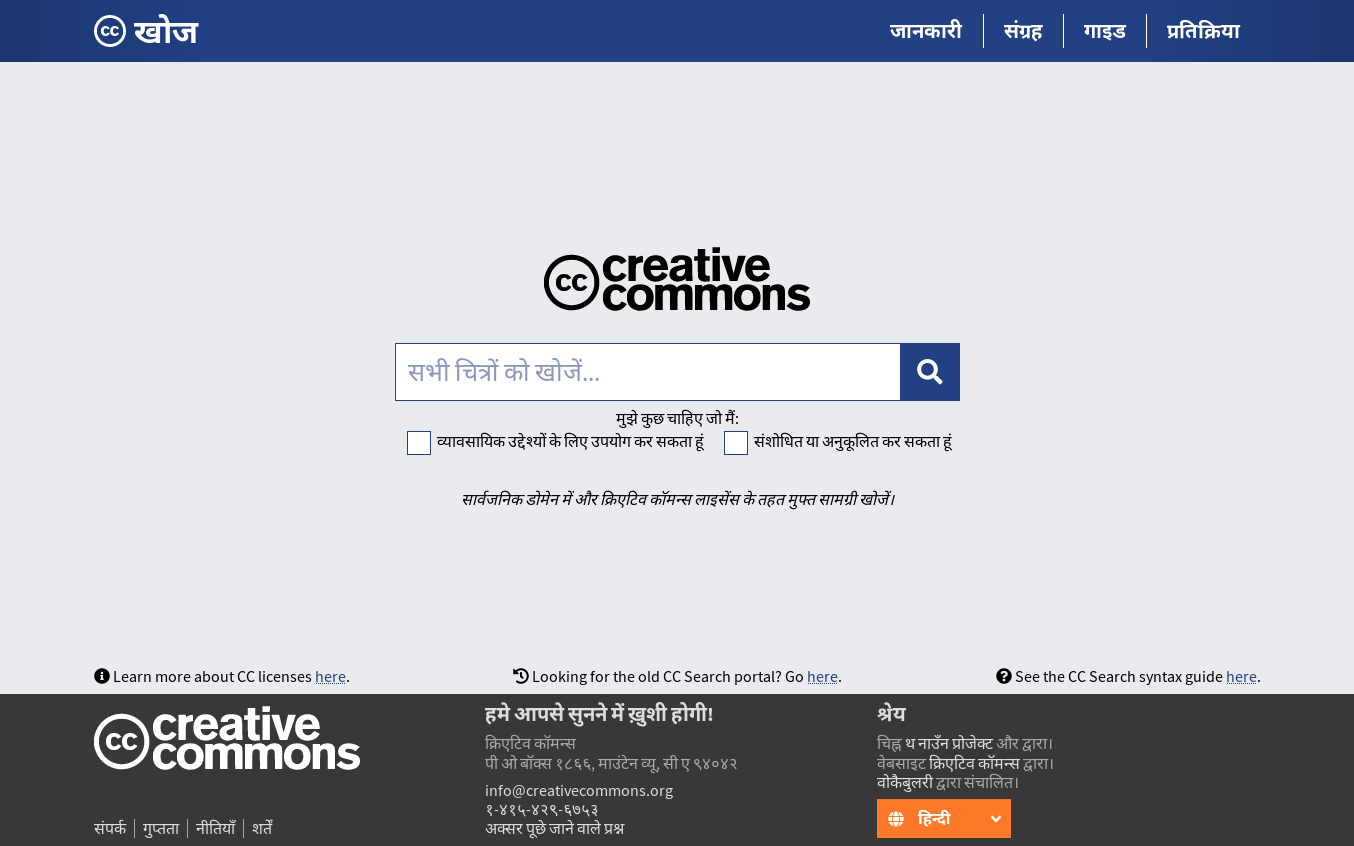 cc खोज
जानकारी
संग्रह
गाइड
प्रतिक्रिया
cc creative
commons
सभी चित्रों को खोजें...
मुझे कुछ चाहिए जो मैं:
व्यावसायिक उद्देश्यों के लिए उपयोग कर सकता हूं
संशोधित या अनुकूलित कर सकता हूं
सार्वजनिक डोमेन में और क्रिएटिव कॉमन्स लाइसेंस के तहत मुफ्त सामग्री खोजें।
Learn more about CC licenses here.
Looking for the old CC Search portal? Go here.
See the CC Search syntax guide here.
cc creative
commons
संपर्क
गुप्तता
नीतियाँ
शर्तें
हमे आपसे सुनने में ख़ुशी होगी!
क्रिएटिव कॉमन्स
पी ओ बॉक्स १८६६, माउंटेन व्यू, सी ए ९४०४२
info@creativecommons.org
१-४१५-४२९-६७५३
अक्सर पूछे जाने वाले प्रश्न
श्रेय
चिह्न थ नाउँन प्रोजेक्ट और द्वारा।
वेबसाइट क्रिएटिव कॉमन्स द्वारा।
वोकैबुलरी द्वारा संचालित।
हिन्दी